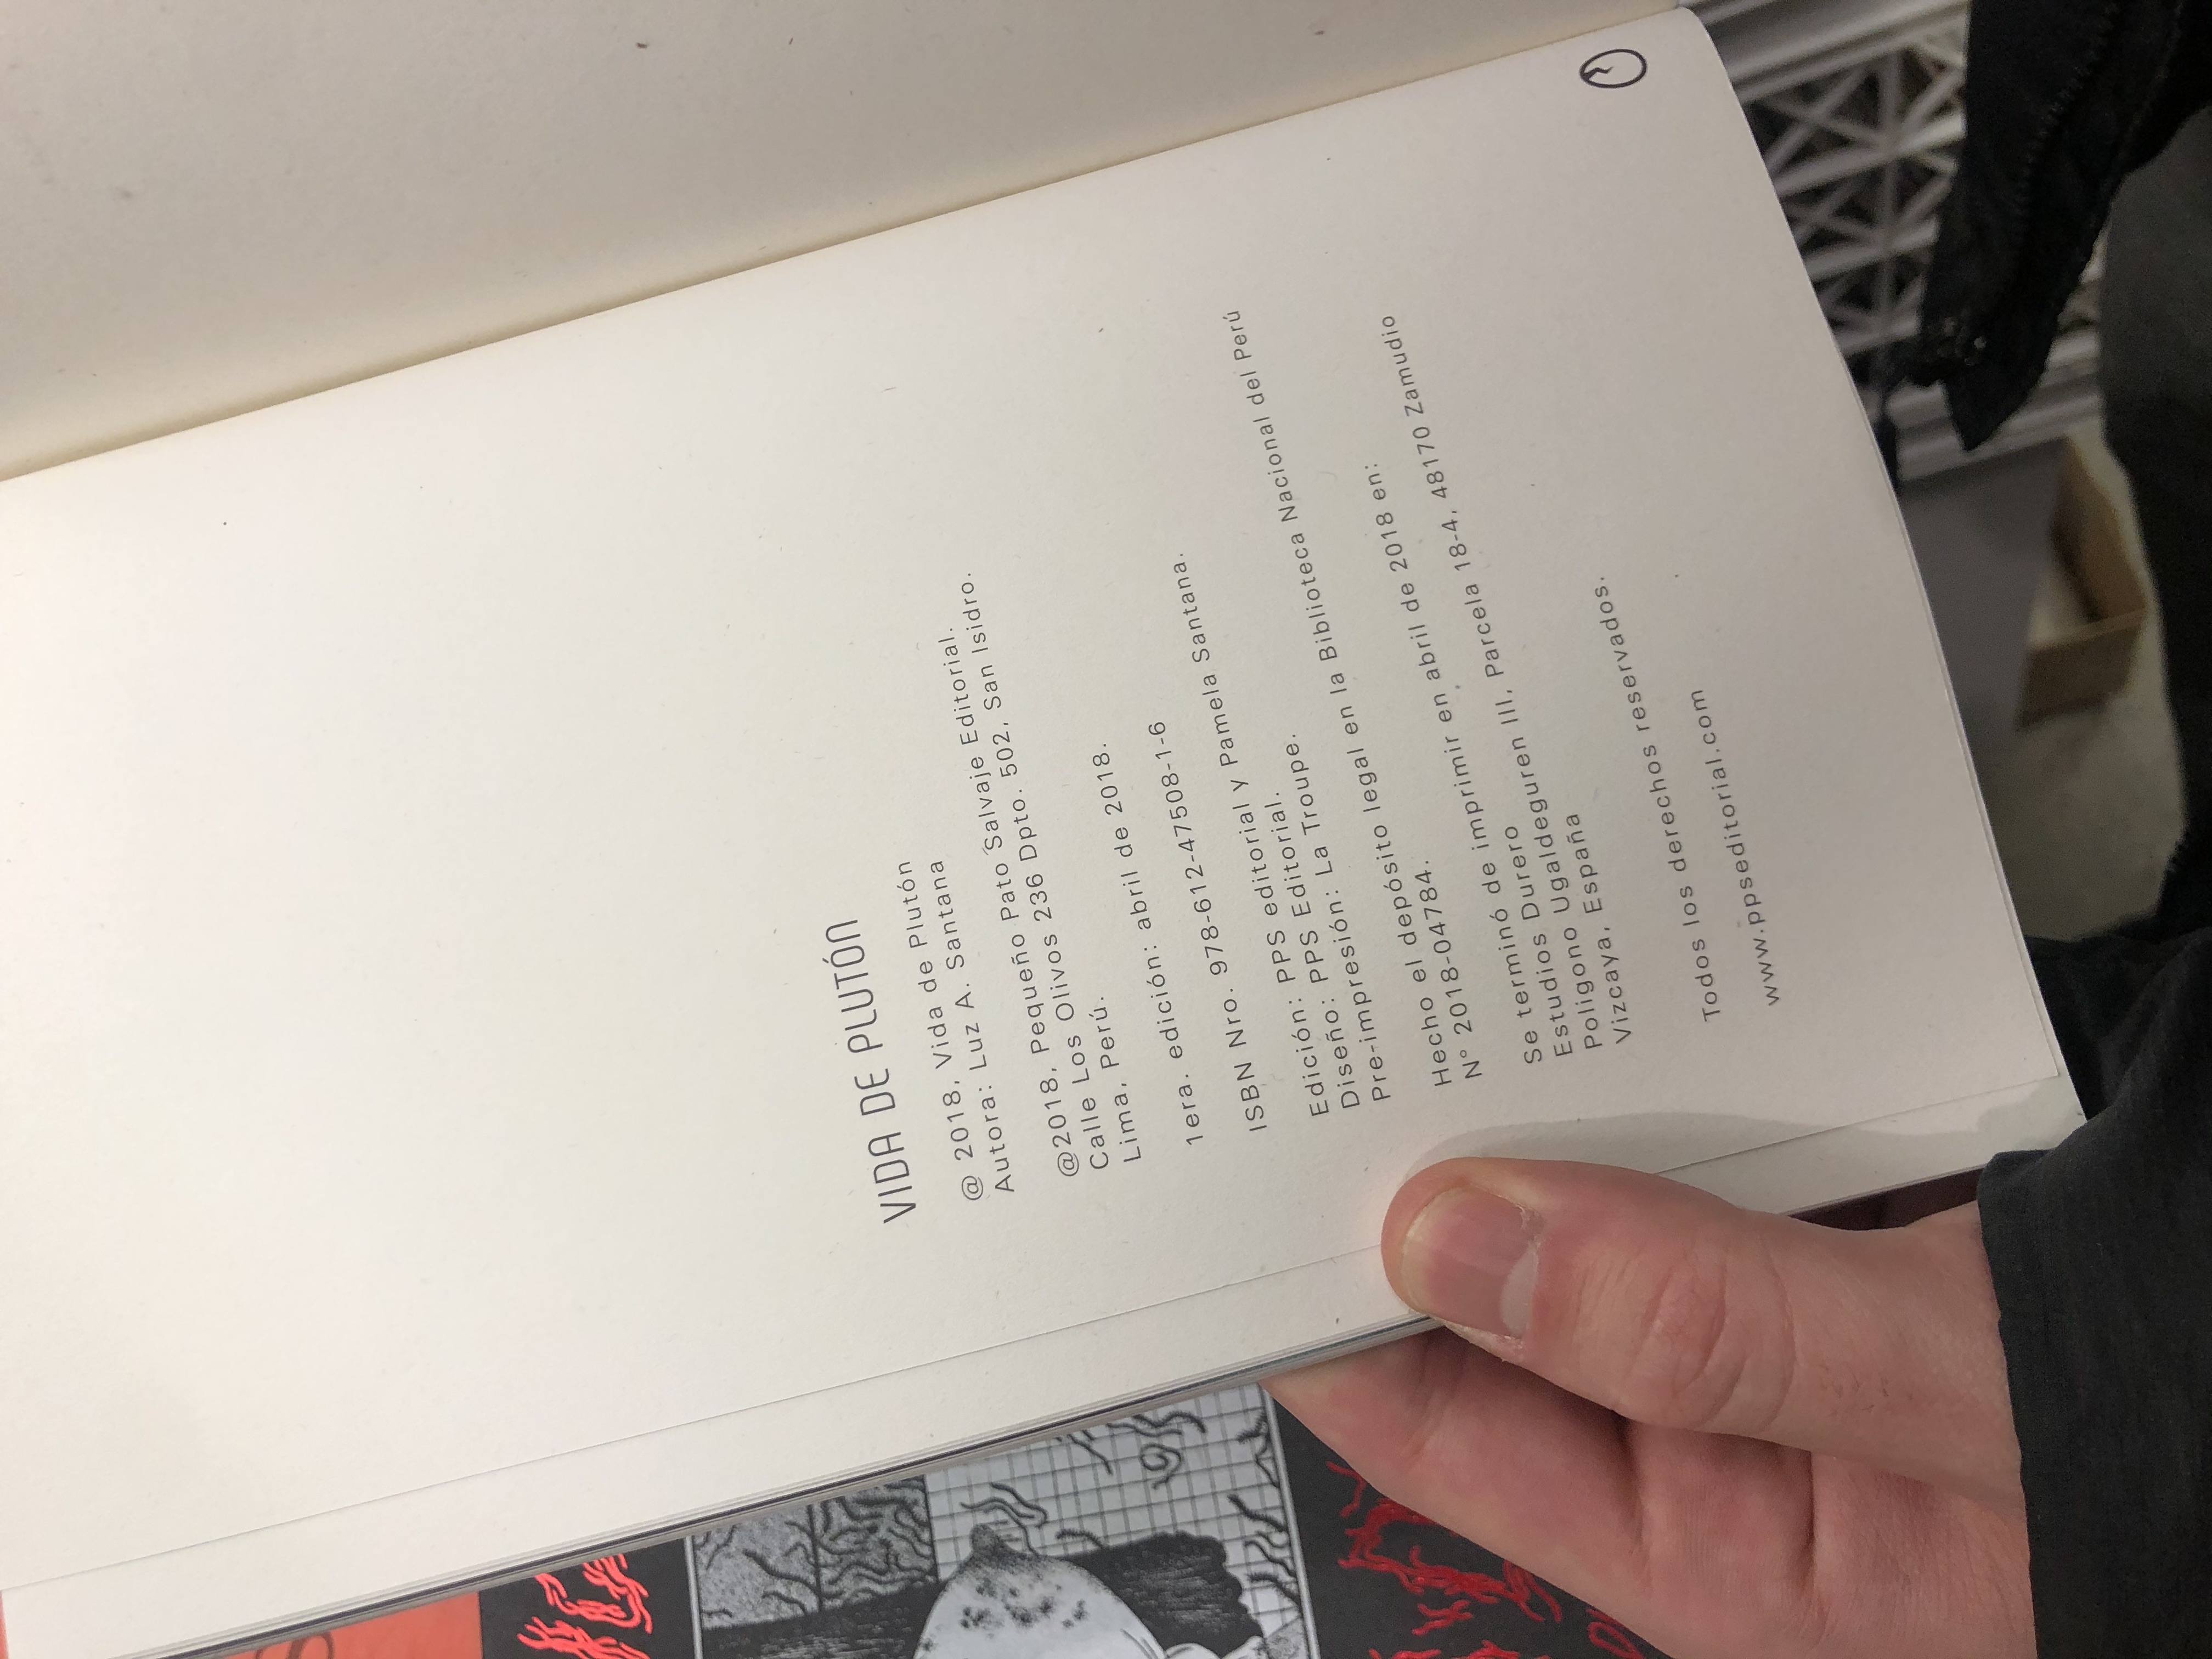 VIDA DE PLUTÓN
@ 2018, Vida de Plutón
Autora: Luz A. Santana
@2018, Pequeño Pato Salvaje Editorial.
Calle Los Olivos 236 Dpto. 502, San Isidro.
Lima, Perú.
1era. edición: abril de 2018.
ISBN Nro. 978-612-47508-1-6
Edición: PPS editorial y Pamela Santana.
Diseño: PPS Editorial.
Pre-impresión: La Troupe.
Hecho el depósito legal en la Biblioteca Nacional del Perú
N° 2018-04784.
Se terminó de imprimir en abril de 2018 en:
Estudios Durero
Poligono Ugaldeguren III, Parcela 18-4, 48170 Zamudio
Vizcaya, España
Todos los derechos reservados.
www.ppseditorial.com